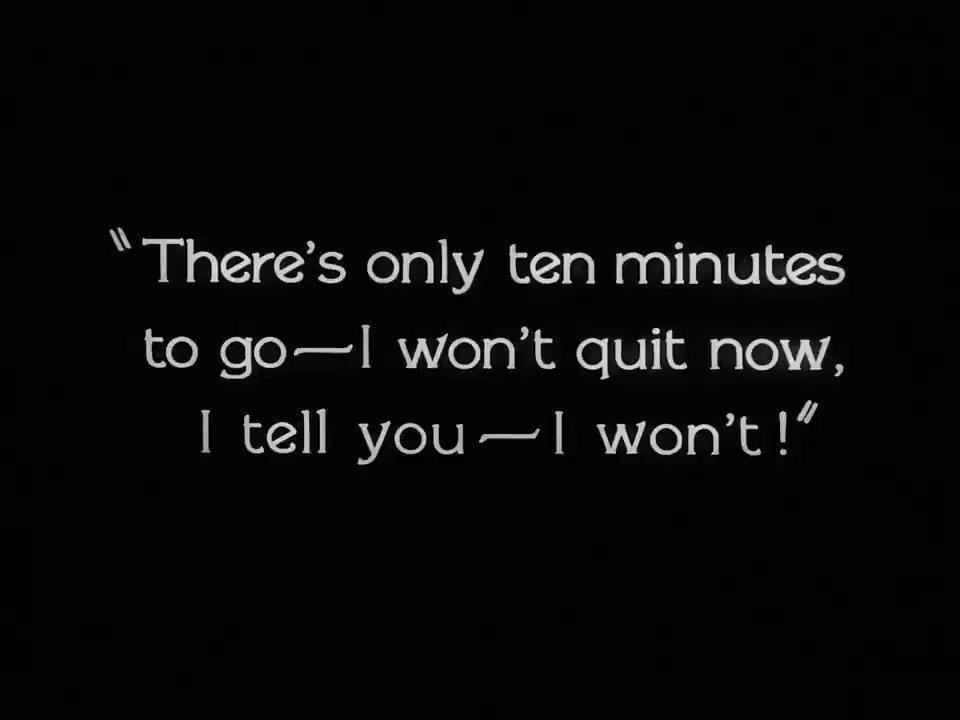 "There's only ten minutes
to go—I won't quit now,
I tell you—I won't!"